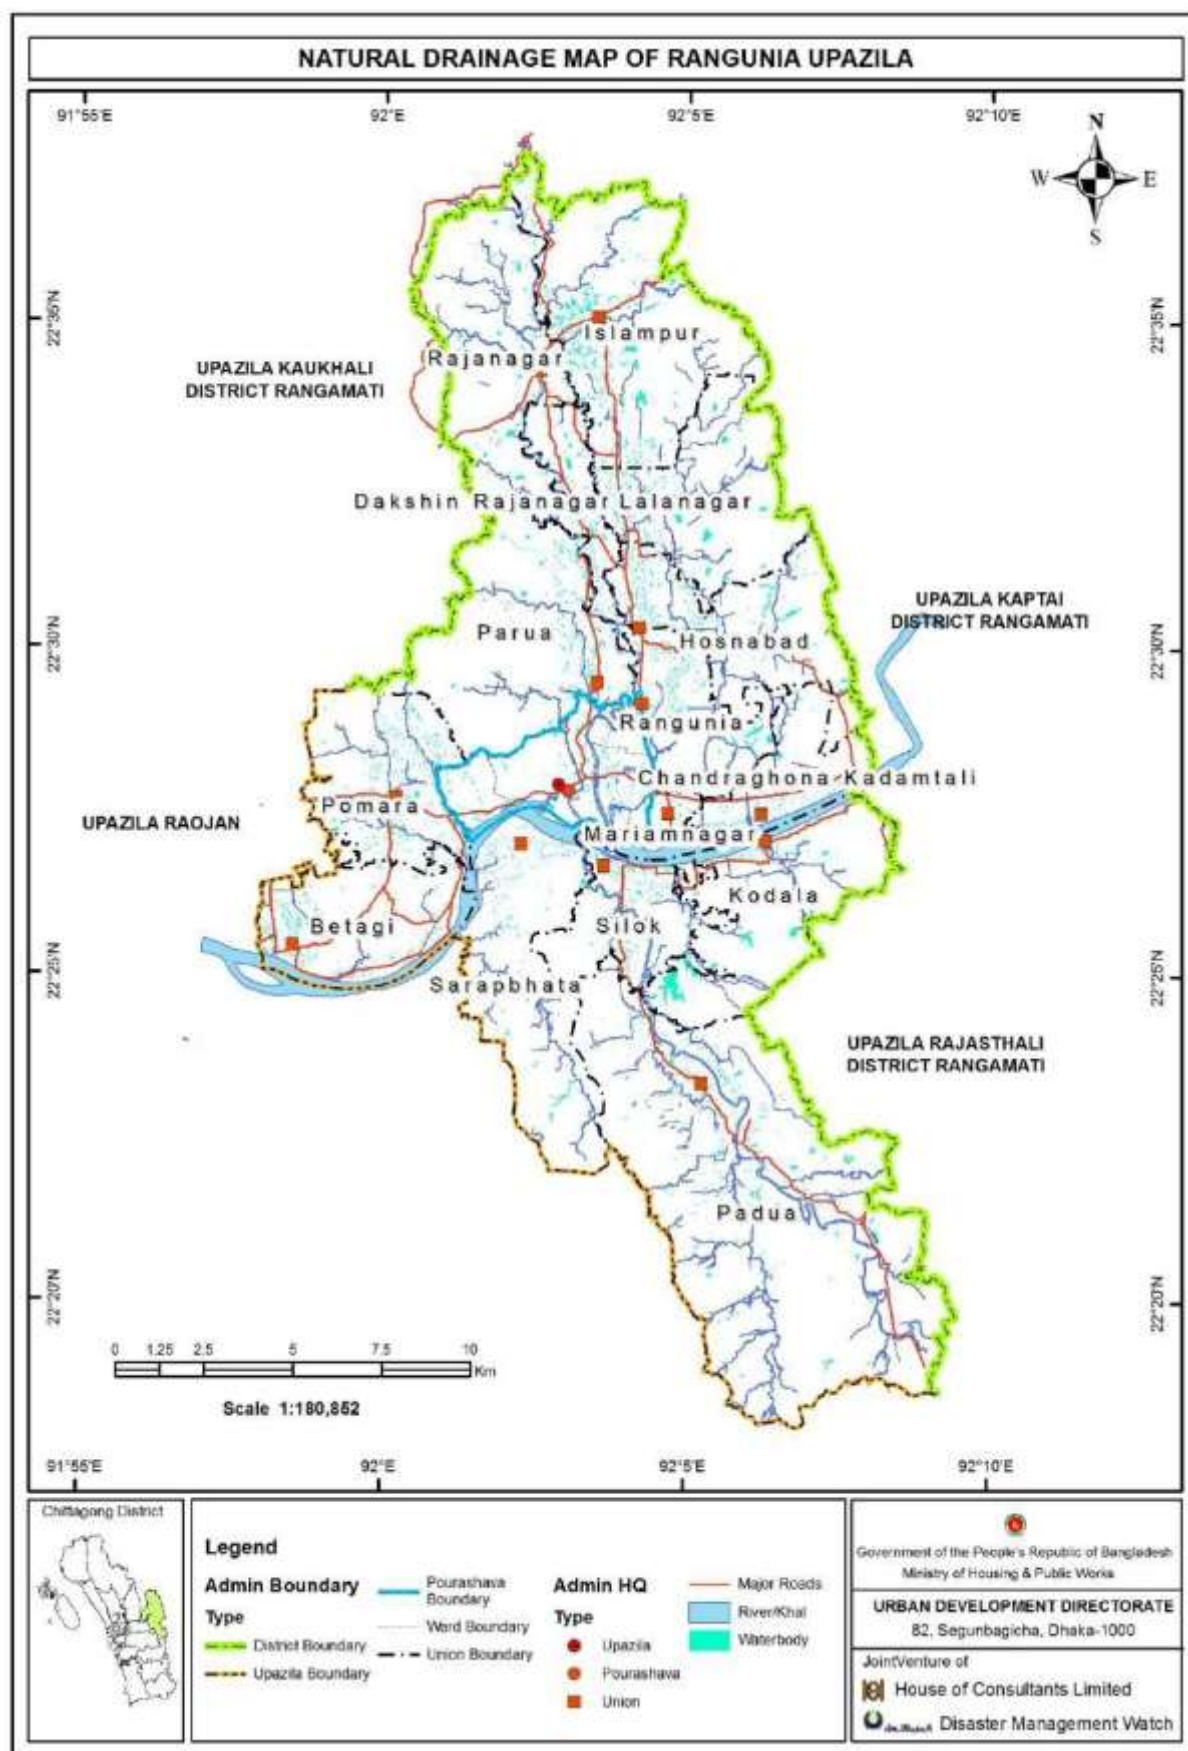 NATURAL DRAINAGE MAP OF RANGUNIA UPAZILA
91°55'E 92°E 92°5'E 92°10'E
N
W E
S
22°35'N 22°35'N
Islampur
Rajanagar
UPAZILA KAUKHALI
DISTRICT RANGAMATI
Dakshin Rajanagar Lalanagar
UPAZILA KAPTAI
DISTRICT RANGAMATI
Parua
Hosnabad
22°30'N 22°30'N
Rangunia
Chandraghona Kadamtali
Pomara
UPAZILA RAOJAN
Mariamnagar
Kodala
Betagi
Silok
22°25'N 22°25'N
Sarapbhata
UPAZILA RAJASTHALI
DISTRICT RANGAMATI
Padua
22°20'N 22°20'N
0 1.25 2.5 5 7.5 10
Km
Scale 1:180,852
91°55'E 92°E 92°5'E 92°10'E
Chittagong District
Legend
Admin Boundary
Type
District Boundary
Upazila Boundary
Pourashava
Boundary
Ward Boundary
Union Boundary
Admin HQ
Type
Upazila
Pourashava
Union
Major Roads
River/Khal
Waterbody
Government of the People's Republic of Bangladesh
Ministry of Housing & Public Works
URBAN DEVELOPMENT DIRECTORATE
82, Segunbagicha, Dhaka-1000
JointVenture of
House of Consultants Limited
Disaster Management Watch